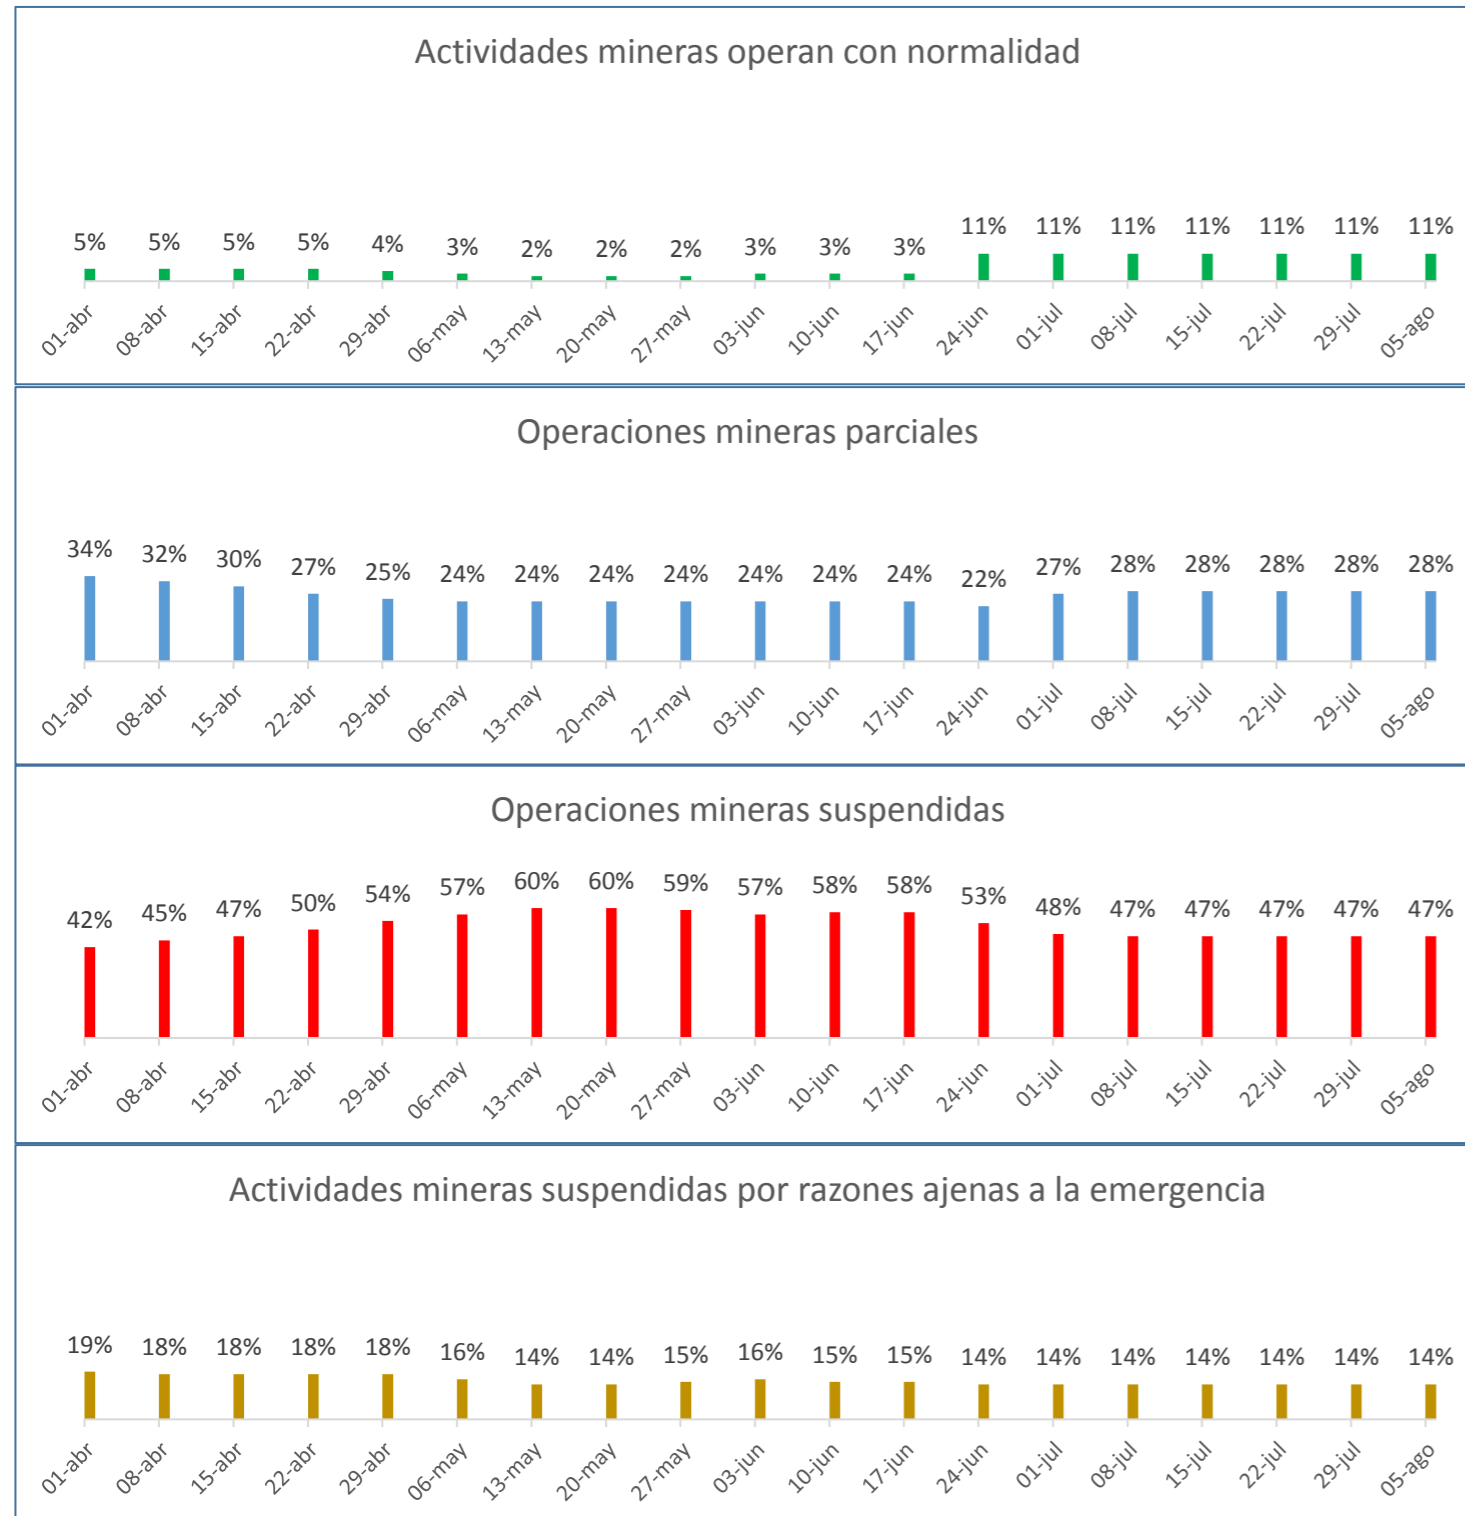 Actividades mineras operan con normalidad
5% 5% 5% 5% 4% 3% 2% 2% 2% 3% 3% 3% 11% 11% 11% 11% 11% 11% 11%
01-abr 08-abr 15-abr 22-abr 29-abr 06-may 13-may 20-may 27-may 03-jun 10-jun 17-jun 24-jun 01-jul 08-jul 15-jul 22-jul 29-jul 05-ago
Operaciones mineras parciales
34% 32% 30% 27% 25% 24% 24% 24% 24% 24% 24% 24% 22% 27% 28% 28% 28% 28% 28%
01-abr 08-abr 15-abr 22-abr 29-abr 06-may 13-may 20-may 27-may 03-jun 10-jun 17-jun 24-jun 01-jul 08-jul 15-jul 22-jul 29-jul 05-ago
Operaciones mineras suspendidas
42% 45% 47% 50% 54% 57% 60% 60% 59% 57% 58% 58% 53% 48% 47% 47% 47% 47% 47%
01-abr 08-abr 15-abr 22-abr 29-abr 06-may 13-may 20-may 27-may 03-jun 10-jun 17-jun 24-jun 01-jul 08-jul 15-jul 22-jul 29-jul 05-ago
Actividades mineras suspendidas por razones ajenas a la emergencia
19% 18% 18% 18% 18% 16% 14% 14% 15% 16% 15% 15% 14% 14% 14% 14% 14% 14% 14%
01-abr 08-abr 15-abr 22-abr 29-abr 06-may 13-may 20-may 27-may 03-jun 10-jun 17-jun 24-jun 01-jul 08-jul 15-jul 22-jul 29-jul 05-ago